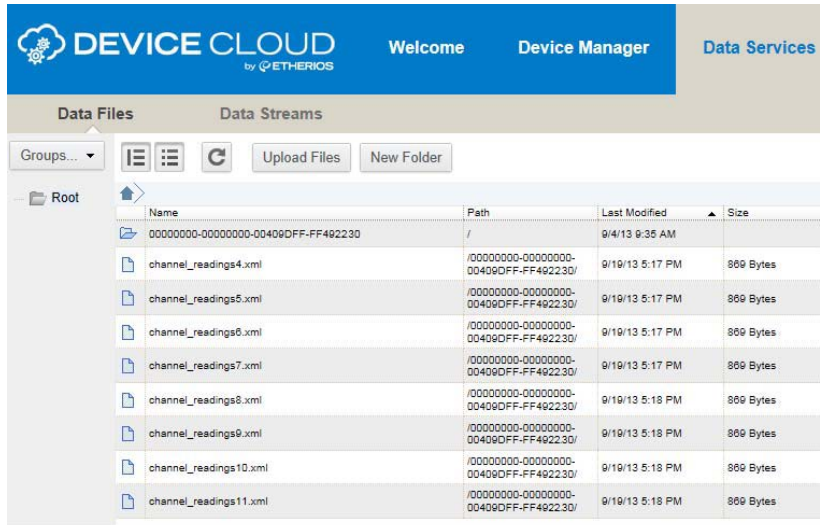 DEVICE CLOUD
by ETHERIOS
Welcome
Device Manager
Data Services
Data Files
Data Streams
Groups...
Upload Files
New Folder
Root
Name Path Last Modified Size
00000000-00000000-00409DFF-FF492230 / 9/4/13 9:35 AM
channel_readings4.xml /00000000-00000000-00409DFF-FF492230/ 9/19/13 5:17 PM 869 Bytes
channel_readings5.xml /00000000-00000000-00409DFF-FF492230/ 9/19/13 5:17 PM 869 Bytes
channel_readings6.xml /00000000-00000000-00409DFF-FF492230/ 9/19/13 5:17 PM 869 Bytes
channel_readings7.xml /00000000-00000000-00409DFF-FF492230/ 9/19/13 5:17 PM 869 Bytes
channel_readings8.xml /00000000-00000000-00409DFF-FF492230/ 9/19/13 5:18 PM 869 Bytes
channel_readings9.xml /00000000-00000000-00409DFF-FF492230/ 9/19/13 5:18 PM 869 Bytes
channel_readings10.xml /00000000-00000000-00409DFF-FF492230/ 9/19/13 5:18 PM 869 Bytes
channel_readings11.xml /00000000-00000000-00409DFF-FF492230/ 9/19/13 5:18 PM 869 Bytes